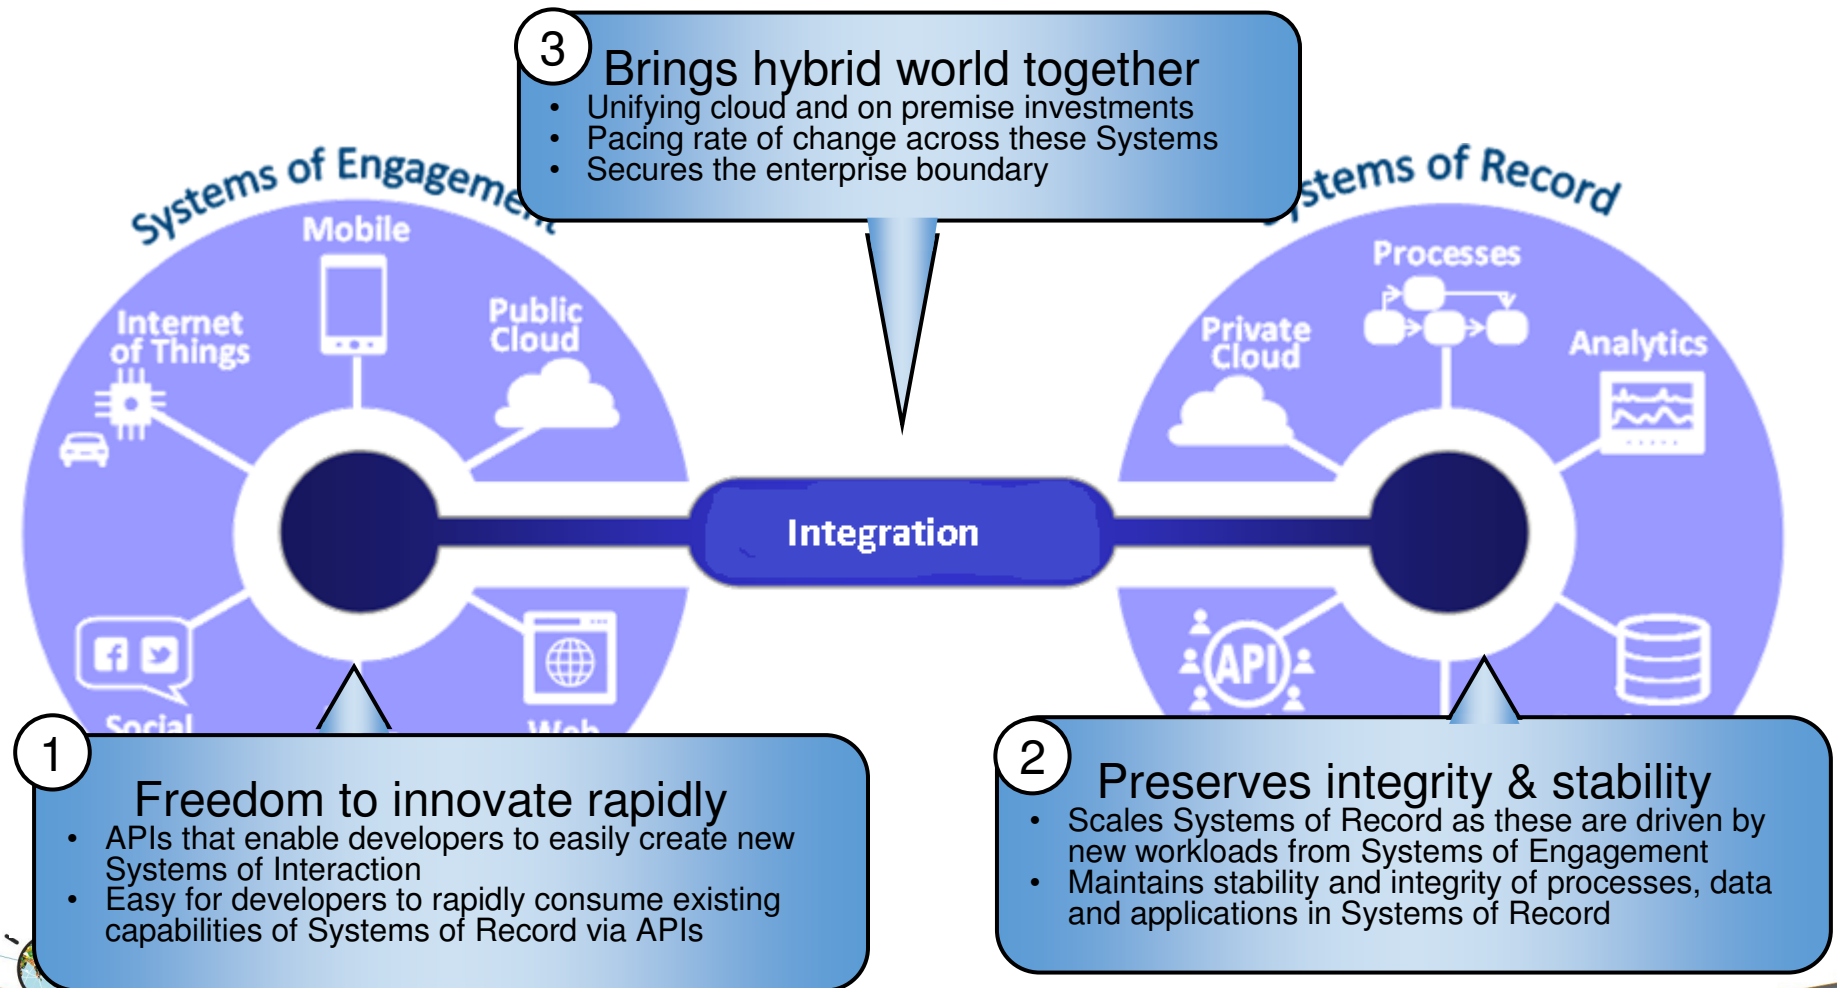 3
Brings hybrid world together
• Unifying cloud and on premise investments
• Pacing rate of change across these Systems
• Secures the enterprise boundary
Systems of Engagement
Mobile
Internet
of Things
Public
Cloud
Social
Web
Integration
Systems of Record
Processes
Private
Cloud
Analytics
API
1
Freedom to innovate rapidly
• APIs that enable developers to easily create new
Systems of Interaction
• Easy for developers to rapidly consume existing
capabilities of Systems of Record via APIs
2
Preserves integrity & stability
• Scales Systems of Record as these are driven by
new workloads from Systems of Engagement
• Maintains stability and integrity of processes, data
and applications in Systems of Record